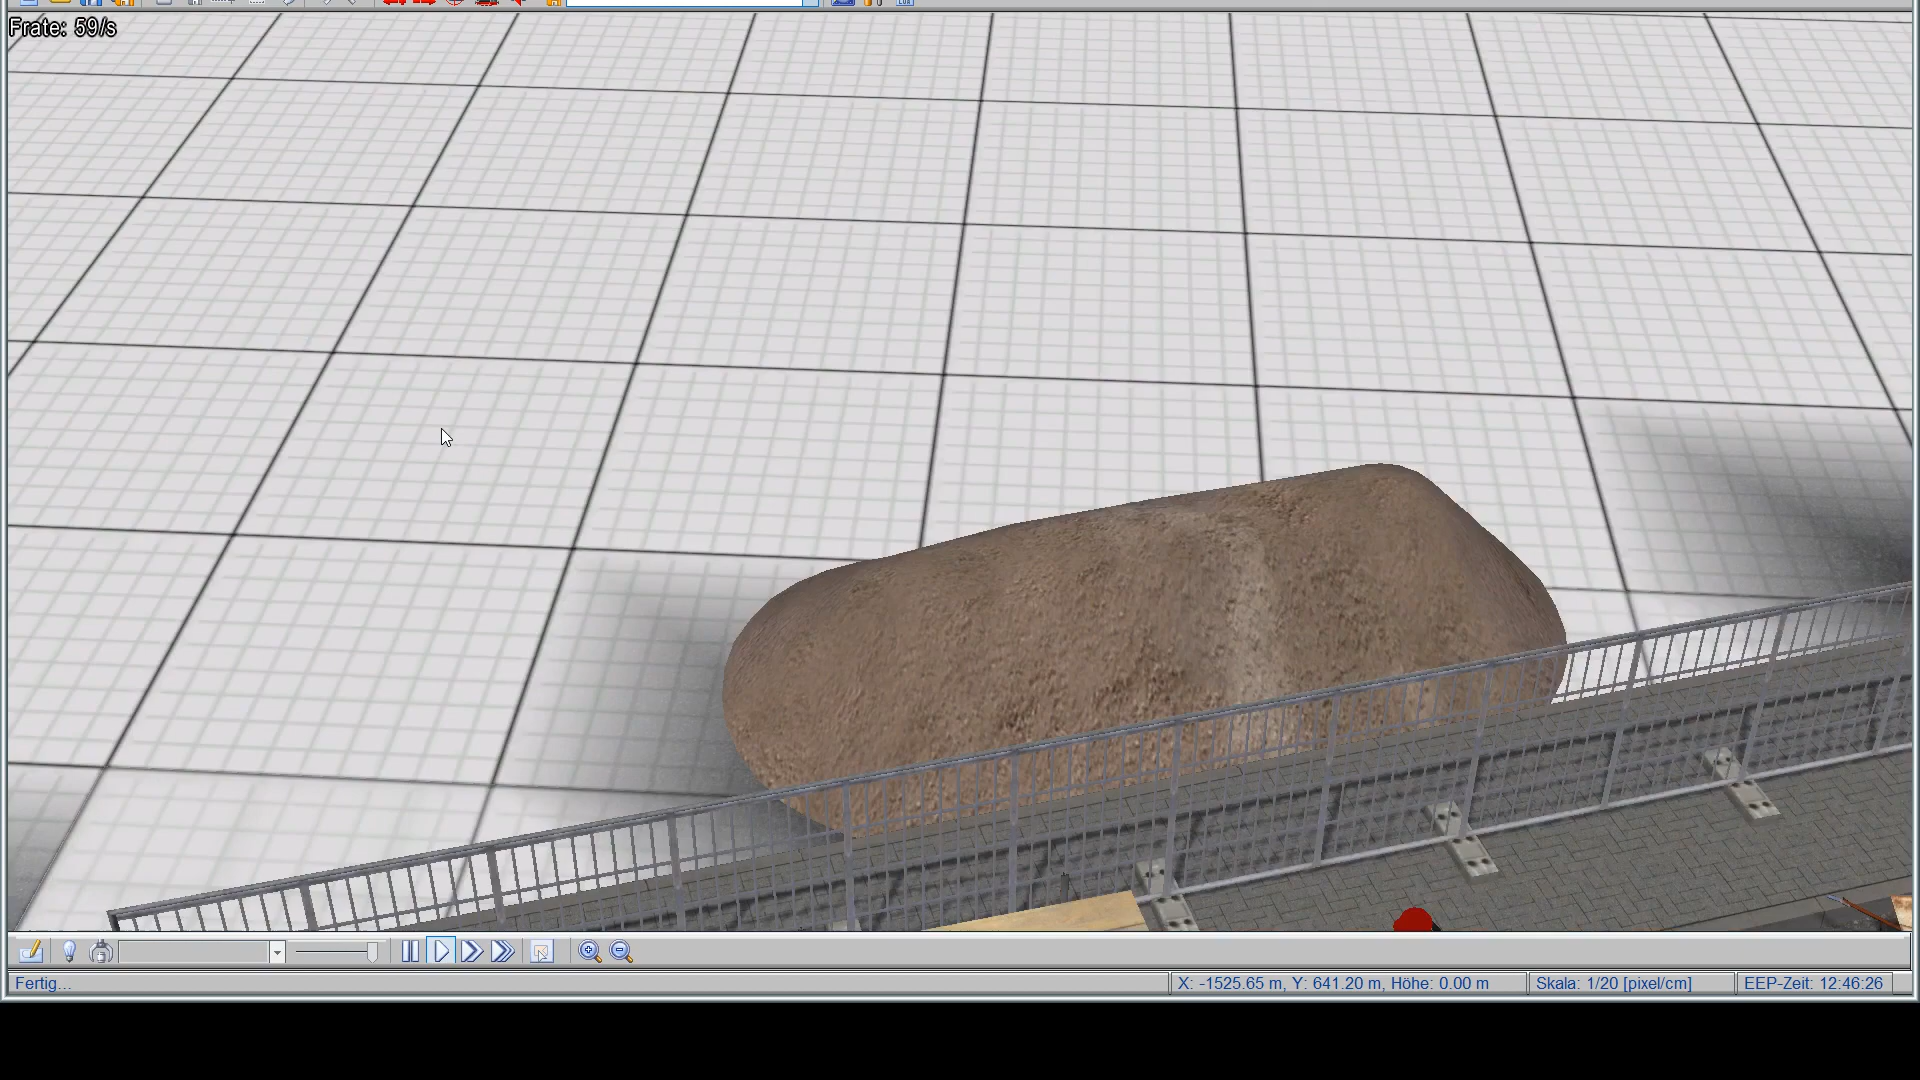 Frate: 59/s
Fertig...
X: -1525.65 m, Y: 641.20 m, Höhe: 0.00 m
Skala: 1/20 [pixel/cm]
EEP-Zeit: 12:46:26